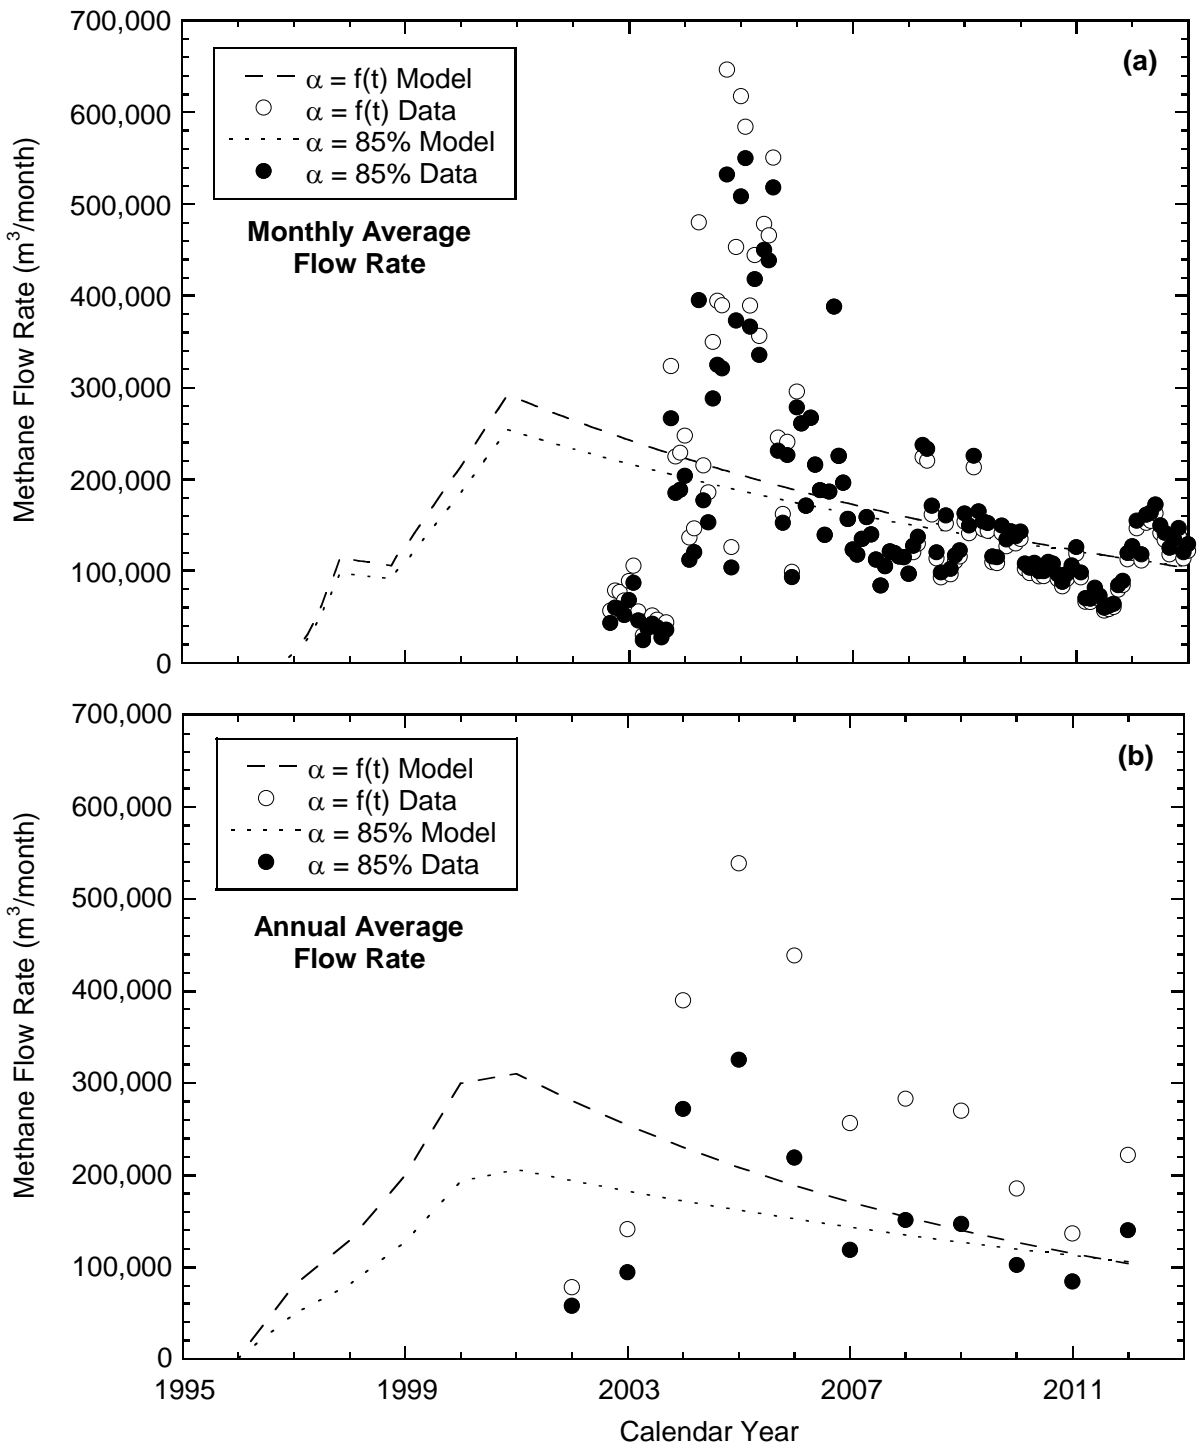 700,000
600,000
500,000
400,000
300,000
200,000
100,000
0
Methane Flow Rate (m³/month)
α = f(t) Model
α = f(t) Data
α = 85% Model
α = 85% Data
Monthly Average
Flow Rate
(a)
700,000
600,000
500,000
400,000
300,000
200,000
100,000
0
Methane Flow Rate (m³/month)
α = f(t) Model
α = f(t) Data
α = 85% Model
α = 85% Data
Annual Average
Flow Rate
(b)
1995 1999 2003 2007 2011
Calendar Year